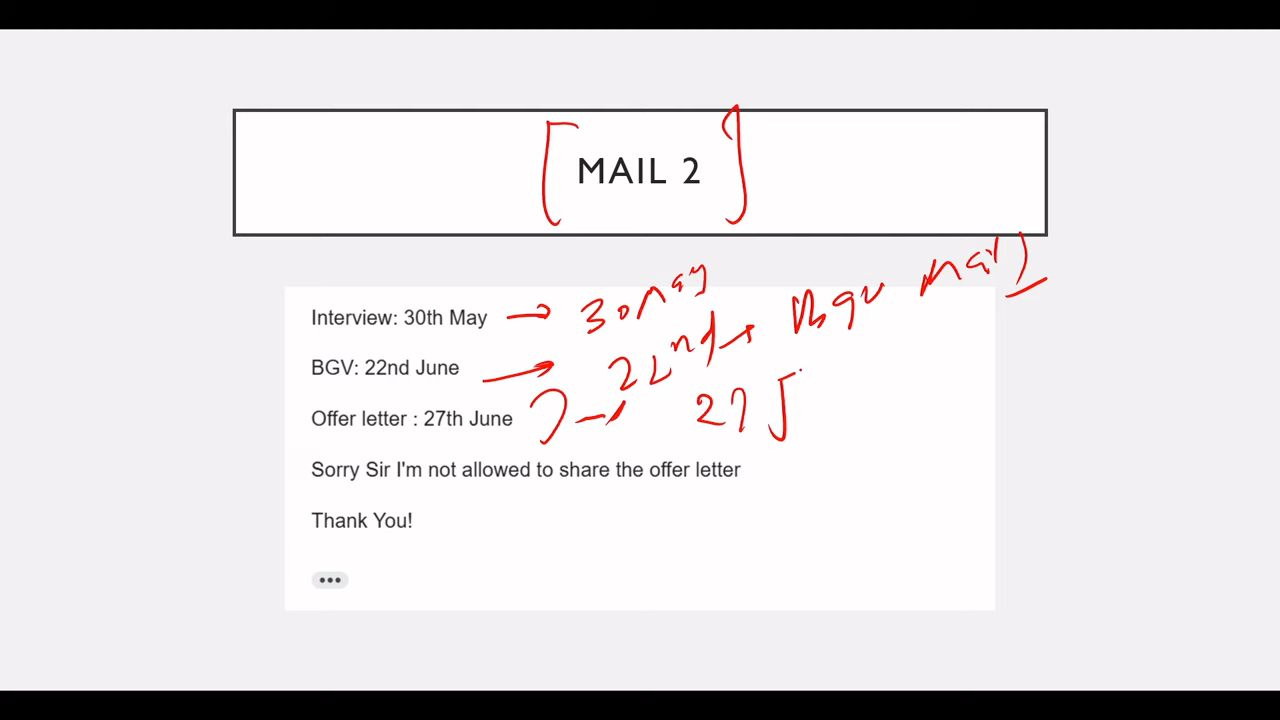 MAIL 2
Interview: 30th May → 30 May
BGV: 22nd June → 22nd → Bgv Mail
Offer letter : 27th June → 27 J
Sorry Sir I'm not allowed to share the offer letter
Thank You!
•••